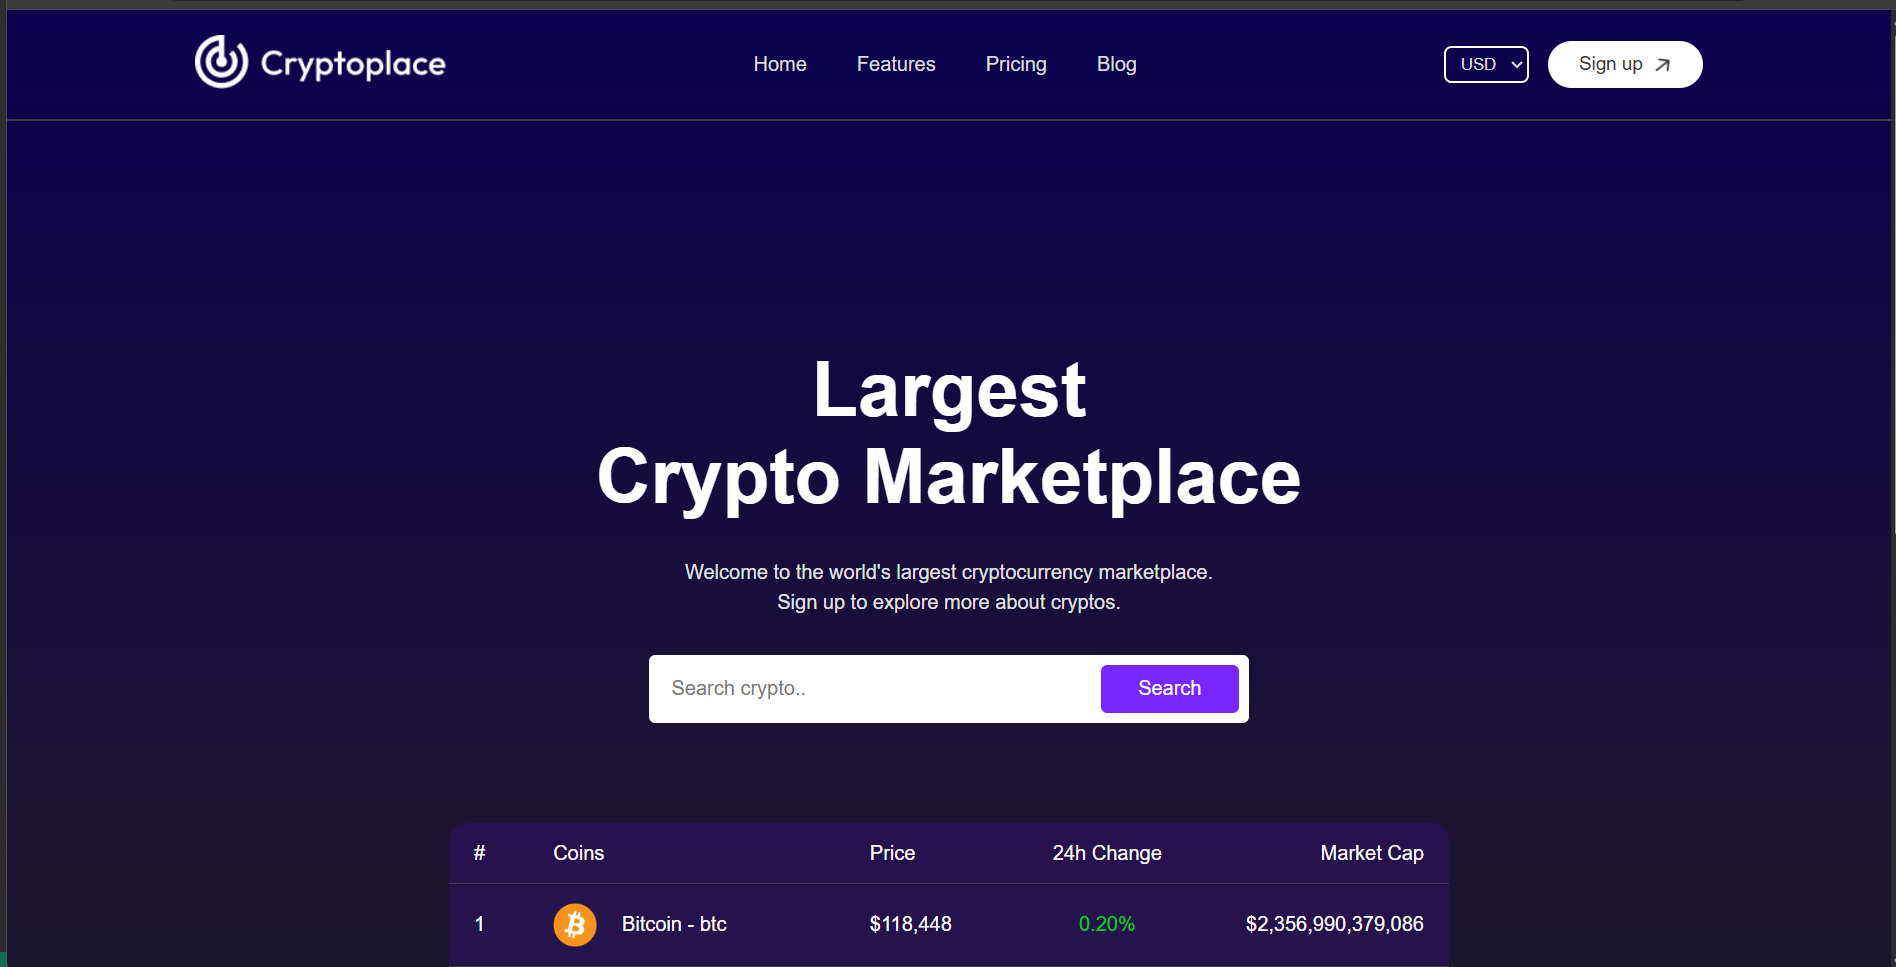 Cryptoplace
Home Features Pricing Blog
USD Sign up
Largest
Crypto Marketplace
Welcome to the world's largest cryptocurrency marketplace.
Sign up to explore more about cryptos.
Search crypto.. Search
# Coins Price 24h Change Market Cap
1 Bitcoin - btc $118,448 0.20% $2,356,990,379,086